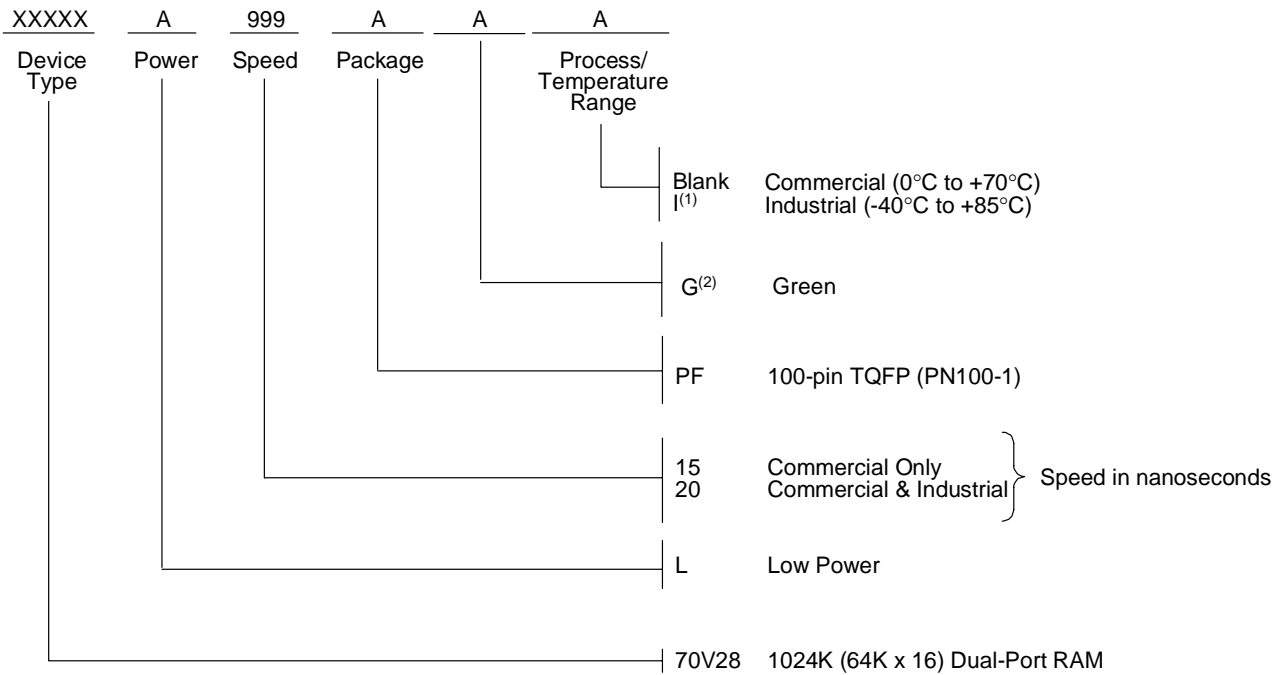 XXXXX A 999 A A A
Device Type Power Speed Package Process/ Temperature Range
Blank Commercial (0°C to +70°C)
I(1) Industrial (-40°C to +85°C)
G(2) Green
PF 100-pin TQFP (PN100-1)
15 Commercial Only
20 Commercial & Industrial
Speed in nanoseconds
L Low Power
70V28 1024K (64K x 16) Dual-Port RAM